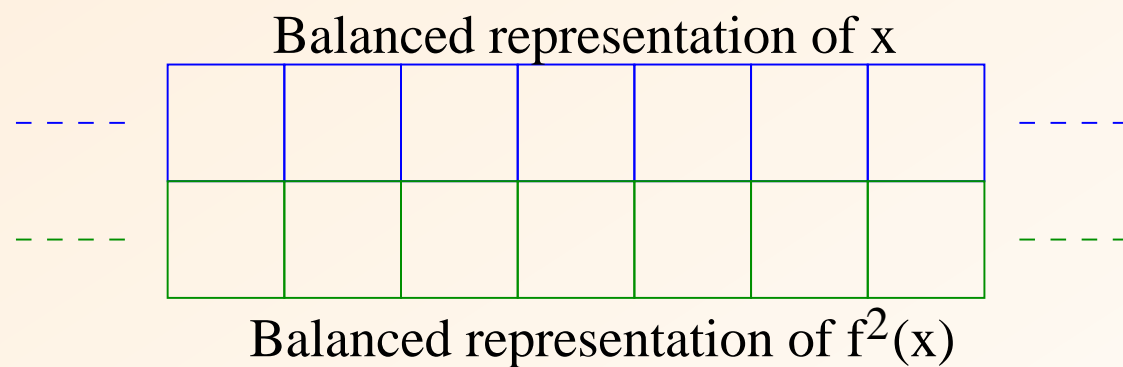 Balanced representation of x
Balanced representation of f²(x)